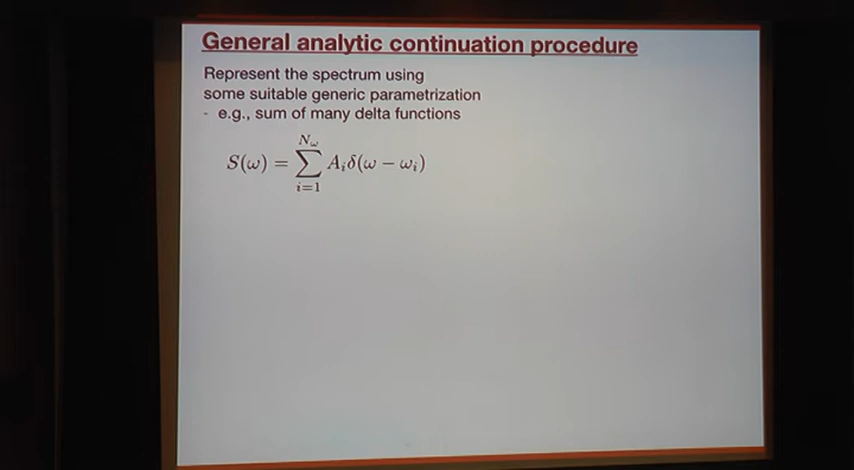 General analytic continuation procedure
Represent the spectrum using
some suitable generic parametrization
- e.g., sum of many delta functions
S(ω) = ∑_{i=1}^{N_ω} A_i δ(ω − ω_i)